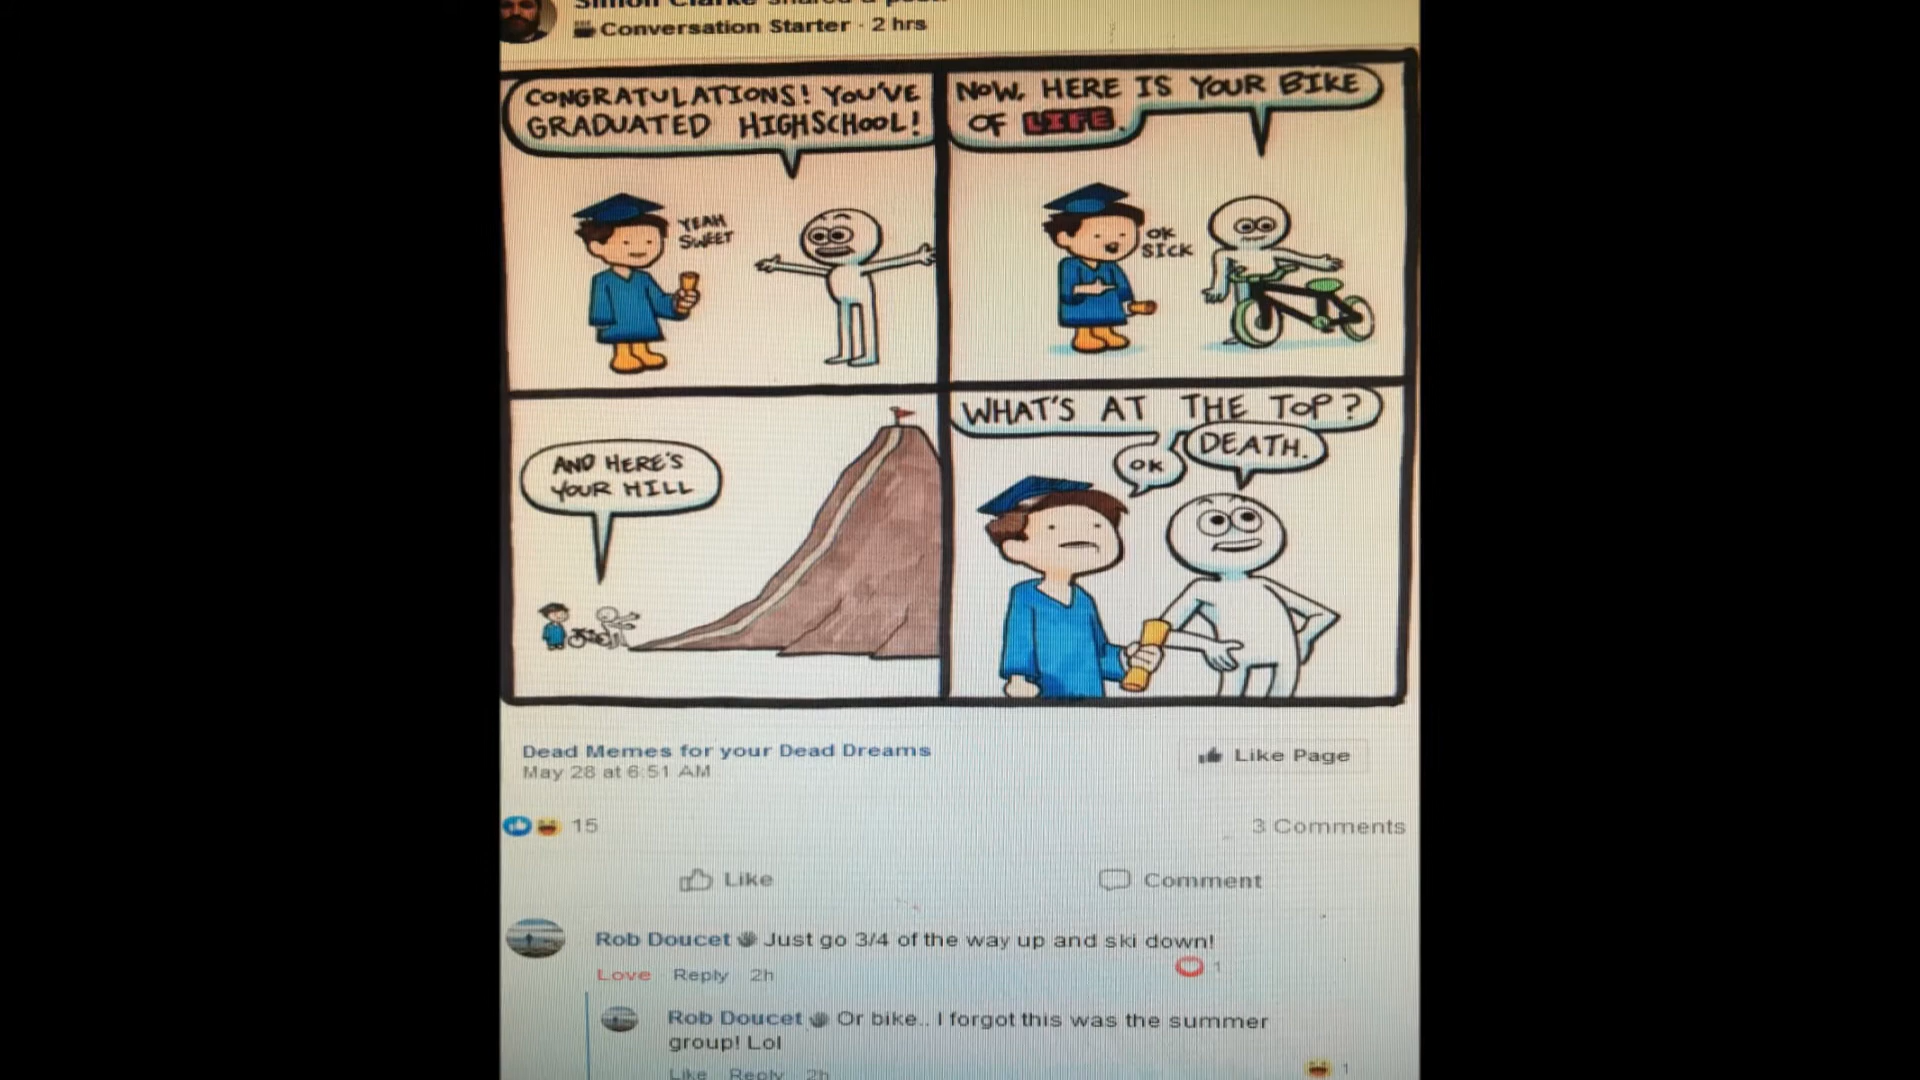 Conversation Starter · 2 hrs
CONGRATULATIONS! YOU'VE
GRADUATED HIGHSCHOOL!
YEAH
SWEET
NOW, HERE IS YOUR BIKE
OF LIFE.
OK
SICK
AND HERE'S
YOUR HILL
WHAT'S AT THE TOP?
DEATH.
OK
Dead Memes for your Dead Dreams
May 28 at 6:51 AM
Like Page
15
3 Comments
Like
Comment
Rob Doucet Just go 3/4 of the way up and ski down!
Love Reply 2h
1
Rob Doucet Or bike.. I forgot this was the summer
group! Lol
Like Reply 2h
1